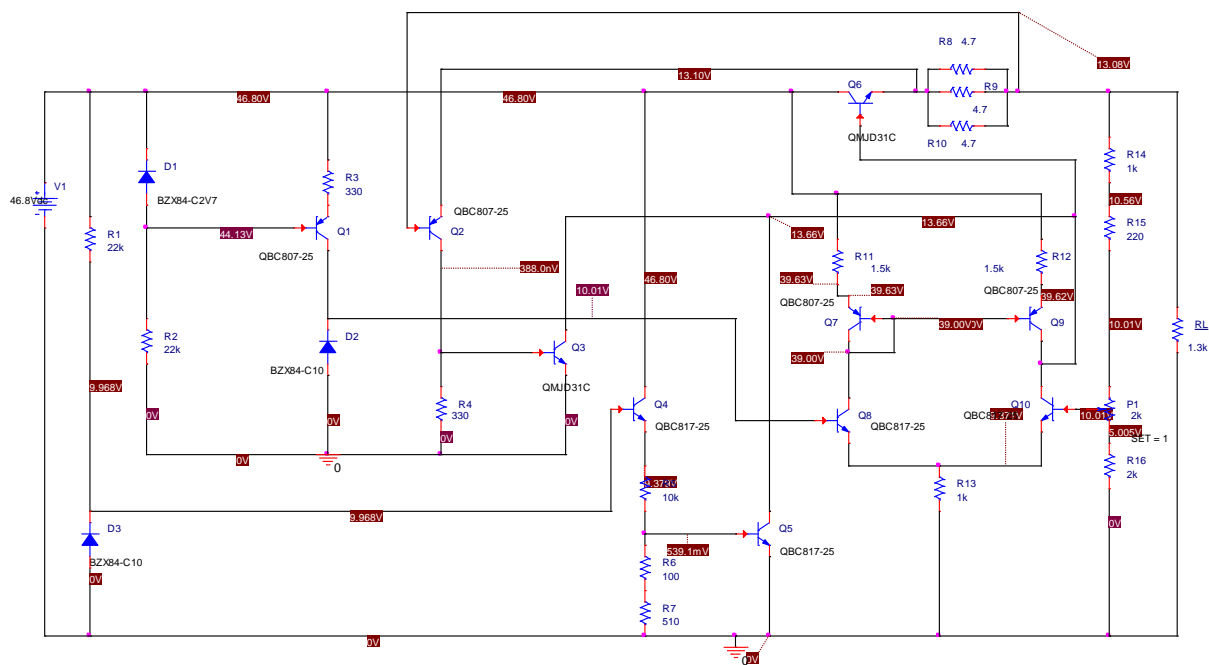 R8 4.7
13.08V
13.10V
46.80V
46.80V
Q6
R9
4.7
QMJD31C
R10 4.7
V1
46.8Vdc
D1
BZX84-C2V7
R3
330
R14
1k
10.56V
R1
22k
44.13V
Q1
QBC807-25
QBC807-25
Q2
13.66V
13.66V
R15
220
388.0nV
46.80V
R11
1.5k
R12
1.5k
39.63V
39.63V
10.01V
QBC807-25
QBC807-25
39.62V
10.01V
R2
22k
D2
BZX84-C10
Q3
QMJD31C
Q7
39.00V
Q9
RL
1.3k
39.00V
9.968V
R4
330
0V
0V
0V
0V
Q4
QBC817-25
Q8
QBC817-25
Q10
10.01V
P1
2k
5.005V
SET = 1
0V
0
10k
R13
1k
R16
2k
9.968V
0V
D3
BZX84-C10
0V
539.1mV
Q5
QBC817-25
R6
100
R7
510
0V
0
0V